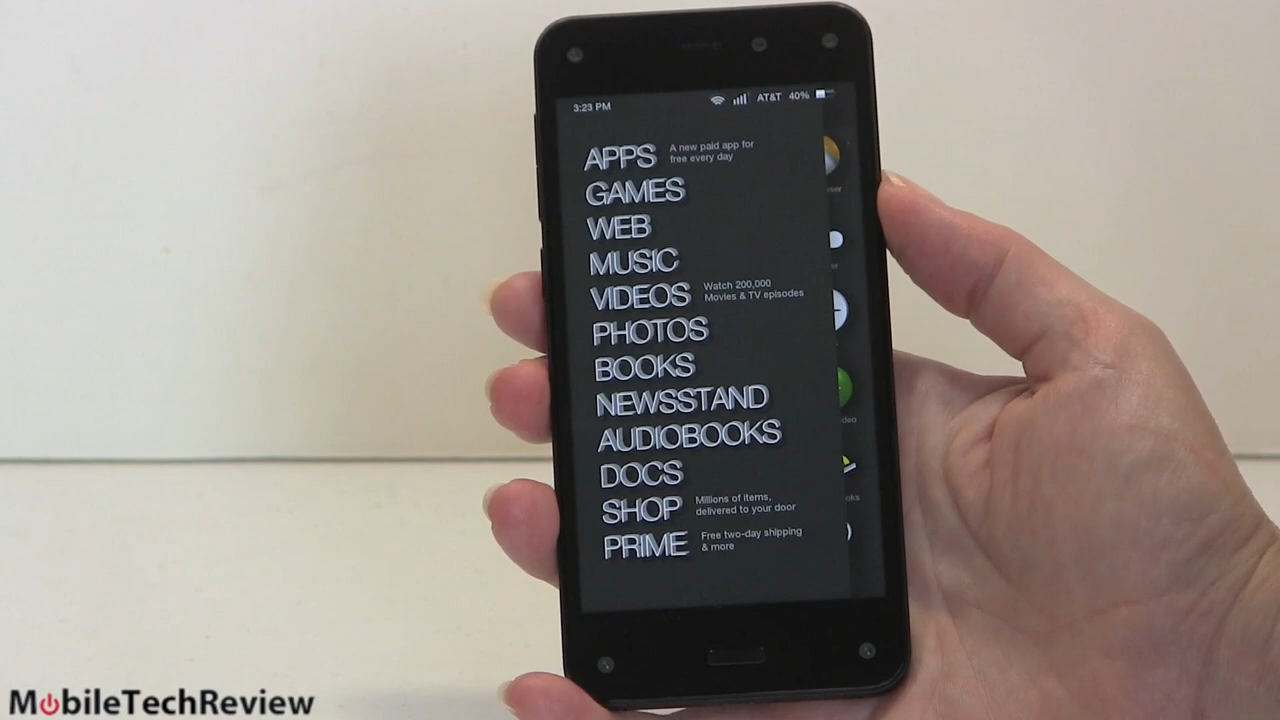 3:23 PM AT&T 40%
APPS A new paid app for
free every day
GAMES
WEB
MUSIC
VIDEOS Watch 200,000
Movies & TV episodes
PHOTOS
BOOKS
NEWSSTAND
AUDIOBOOKS
DOCS
SHOP Millions of items,
delivered to your door
PRIME Free two-day shipping
& more
MobileTechReview